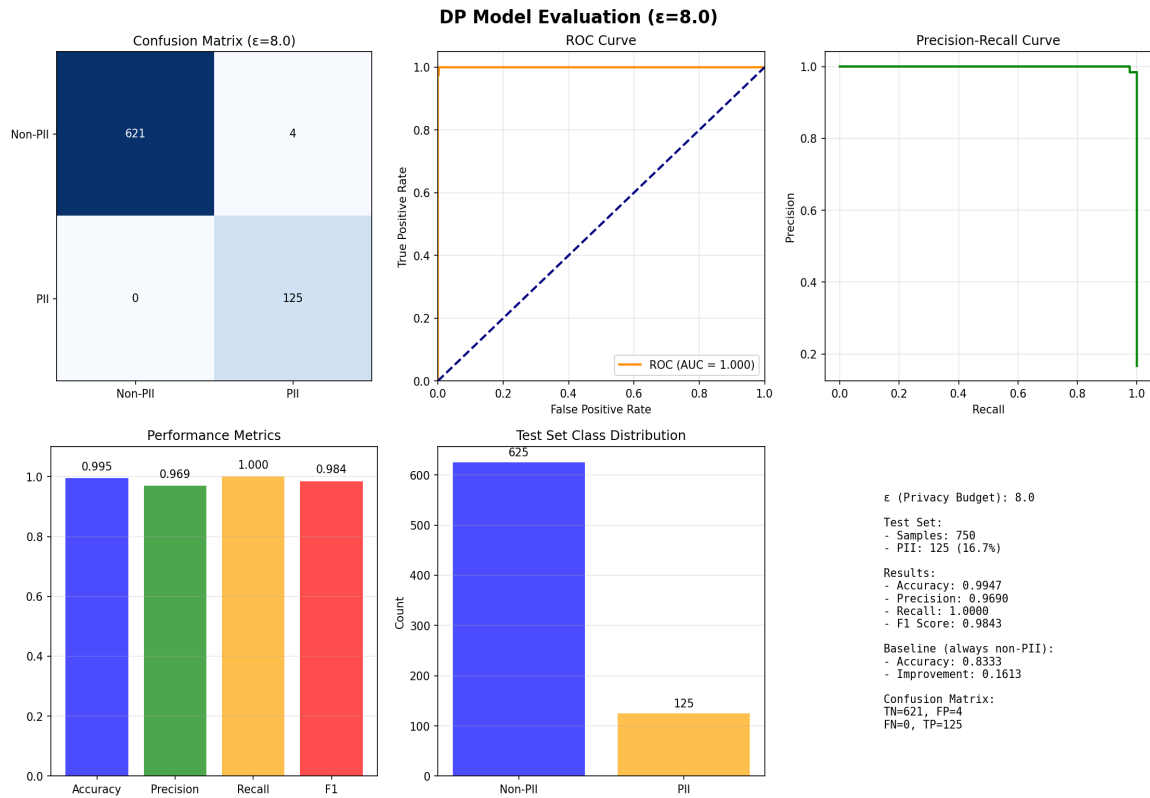 DP Model Evaluation (ε=8.0)
Confusion Matrix (ε=8.0)
Non-PII
621
4
PII
0
125
Non-PII
PII
ROC Curve
True Positive Rate
1.0
0.8
0.6
0.4
0.2
0.0
ROC (AUC = 1.000)
0.0
0.2
0.4
0.6
0.8
1.0
False Positive Rate
Precision-Recall Curve
Precision
1.0
0.8
0.6
0.4
0.2
0.0
0.2
0.4
0.6
0.8
1.0
Recall
Performance Metrics
1.0
0.8
0.6
0.4
0.2
0.0
0.995
0.969
1.000
0.984
Accuracy
Precision
Recall
F1
Test Set Class Distribution
Count
600
500
400
300
200
100
0
625
125
Non-PII
PII
ε (Privacy Budget): 8.0
Test Set:
- Samples: 750
- PII: 125 (16.7%)
Results:
- Accuracy: 0.9947
- Precision: 0.9690
- Recall: 1.0000
- F1 Score: 0.9843
Baseline (always non-PII):
- Accuracy: 0.8333
- Improvement: 0.1613
Confusion Matrix:
TN=621, FP=4
FN=0, TP=125